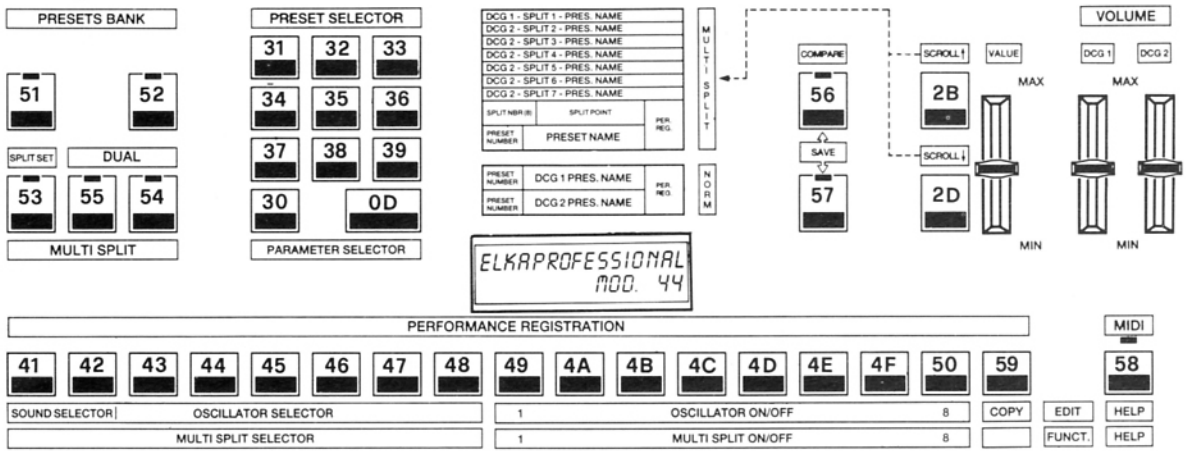 PRESETS BANK
51
52
SPLIT SET
DUAL
53
55
54
MULTI SPLIT
PRESET SELECTOR
31
32
33
34
35
36
37
38
39
30
0D
PARAMETER SELECTOR
DCG 1 - SPLIT 1 - PRES. NAME
DCG 2 - SPLIT 2 - PRES. NAME
DCG 2 - SPLIT 3 - PRES. NAME
DCG 2 - SPLIT 4 - PRES. NAME
DCG 2 - SPLIT 5 - PRES. NAME
DCG 2 - SPLIT 6 - PRES. NAME
DCG 2 - SPLIT 7 - PRES. NAME
SPLIT NBR (8)
SPLIT POINT
PER. REG.
PRESET NUMBER
PRESET NAME
MULTI SPLIT
PRESET NUMBER
DCG 1 PRES. NAME
PER. REG.
PRESET NUMBER
DCG 2 PRES. NAME
NORM
ELKAPROFESSIONAL
MOD. 44
COMPARE
56
SAVE
57
SCROLL↑
2B
SCROLL↓
2D
VOLUME
VALUE
DCG 1
DCG 2
MAX
MAX
MIN
MIN
PERFORMANCE REGISTRATION
MIDI
41 42 43 44 45 46 47 48 49 4A 4B 4C 4D 4E 4F 50 59 58
SOUND SELECTOR OSCILLATOR SELECTOR 1 OSCILLATOR ON/OFF 8 COPY EDIT HELP
MULTI SPLIT SELECTOR 1 MULTI SPLIT ON/OFF 8 FUNCT. HELP